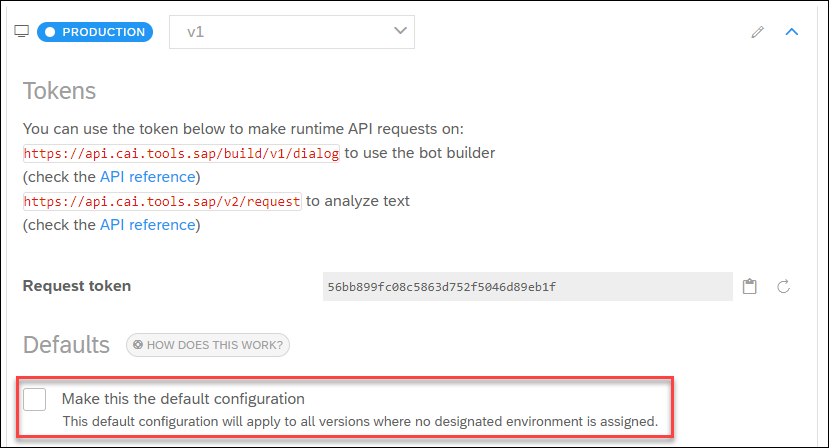 PRODUCTION v1
Tokens
You can use the token below to make runtime API requests on:
https://api.cai.tools.sap/build/v1/dialog to use the bot builder
(check the API reference)
https://api.cai.tools.sap/v2/request to analyze text
(check the API reference)
Request token 56bb899fc08c5863d752f5046d89eb1f
Defaults HOW DOES THIS WORK?
Make this the default configuration
This default configuration will apply to all versions where no designated environment is assigned.